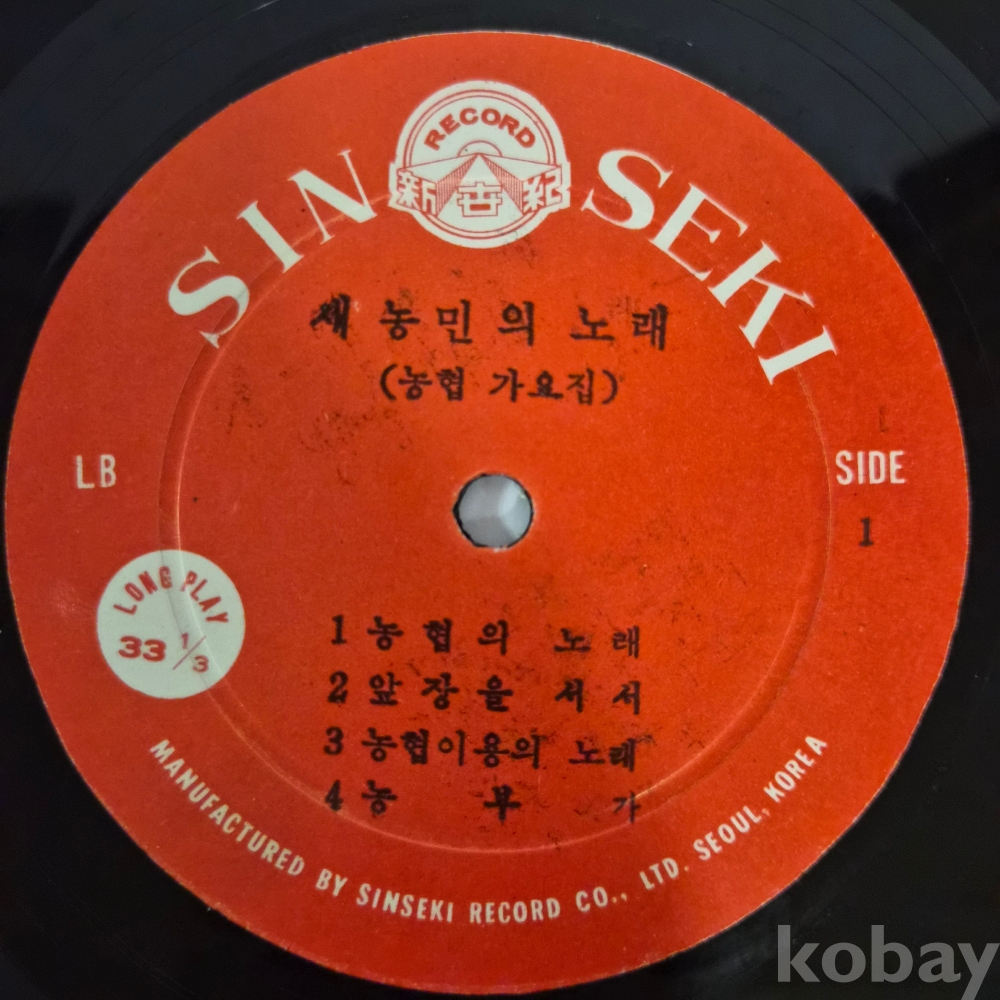 RECORD
新世紀
SIN SEKI
새 농민의 노래
(농협 가요집)
LB
SIDE
1
LONG PLAY
33 1/3
1 농협의 노래
2 앞장을 서서
3 농협이용의 노래
4 농 부 가
MANUFACTURED BY SINSEKI RECORD CO., LTD. SEOUL, KOREA
kobay